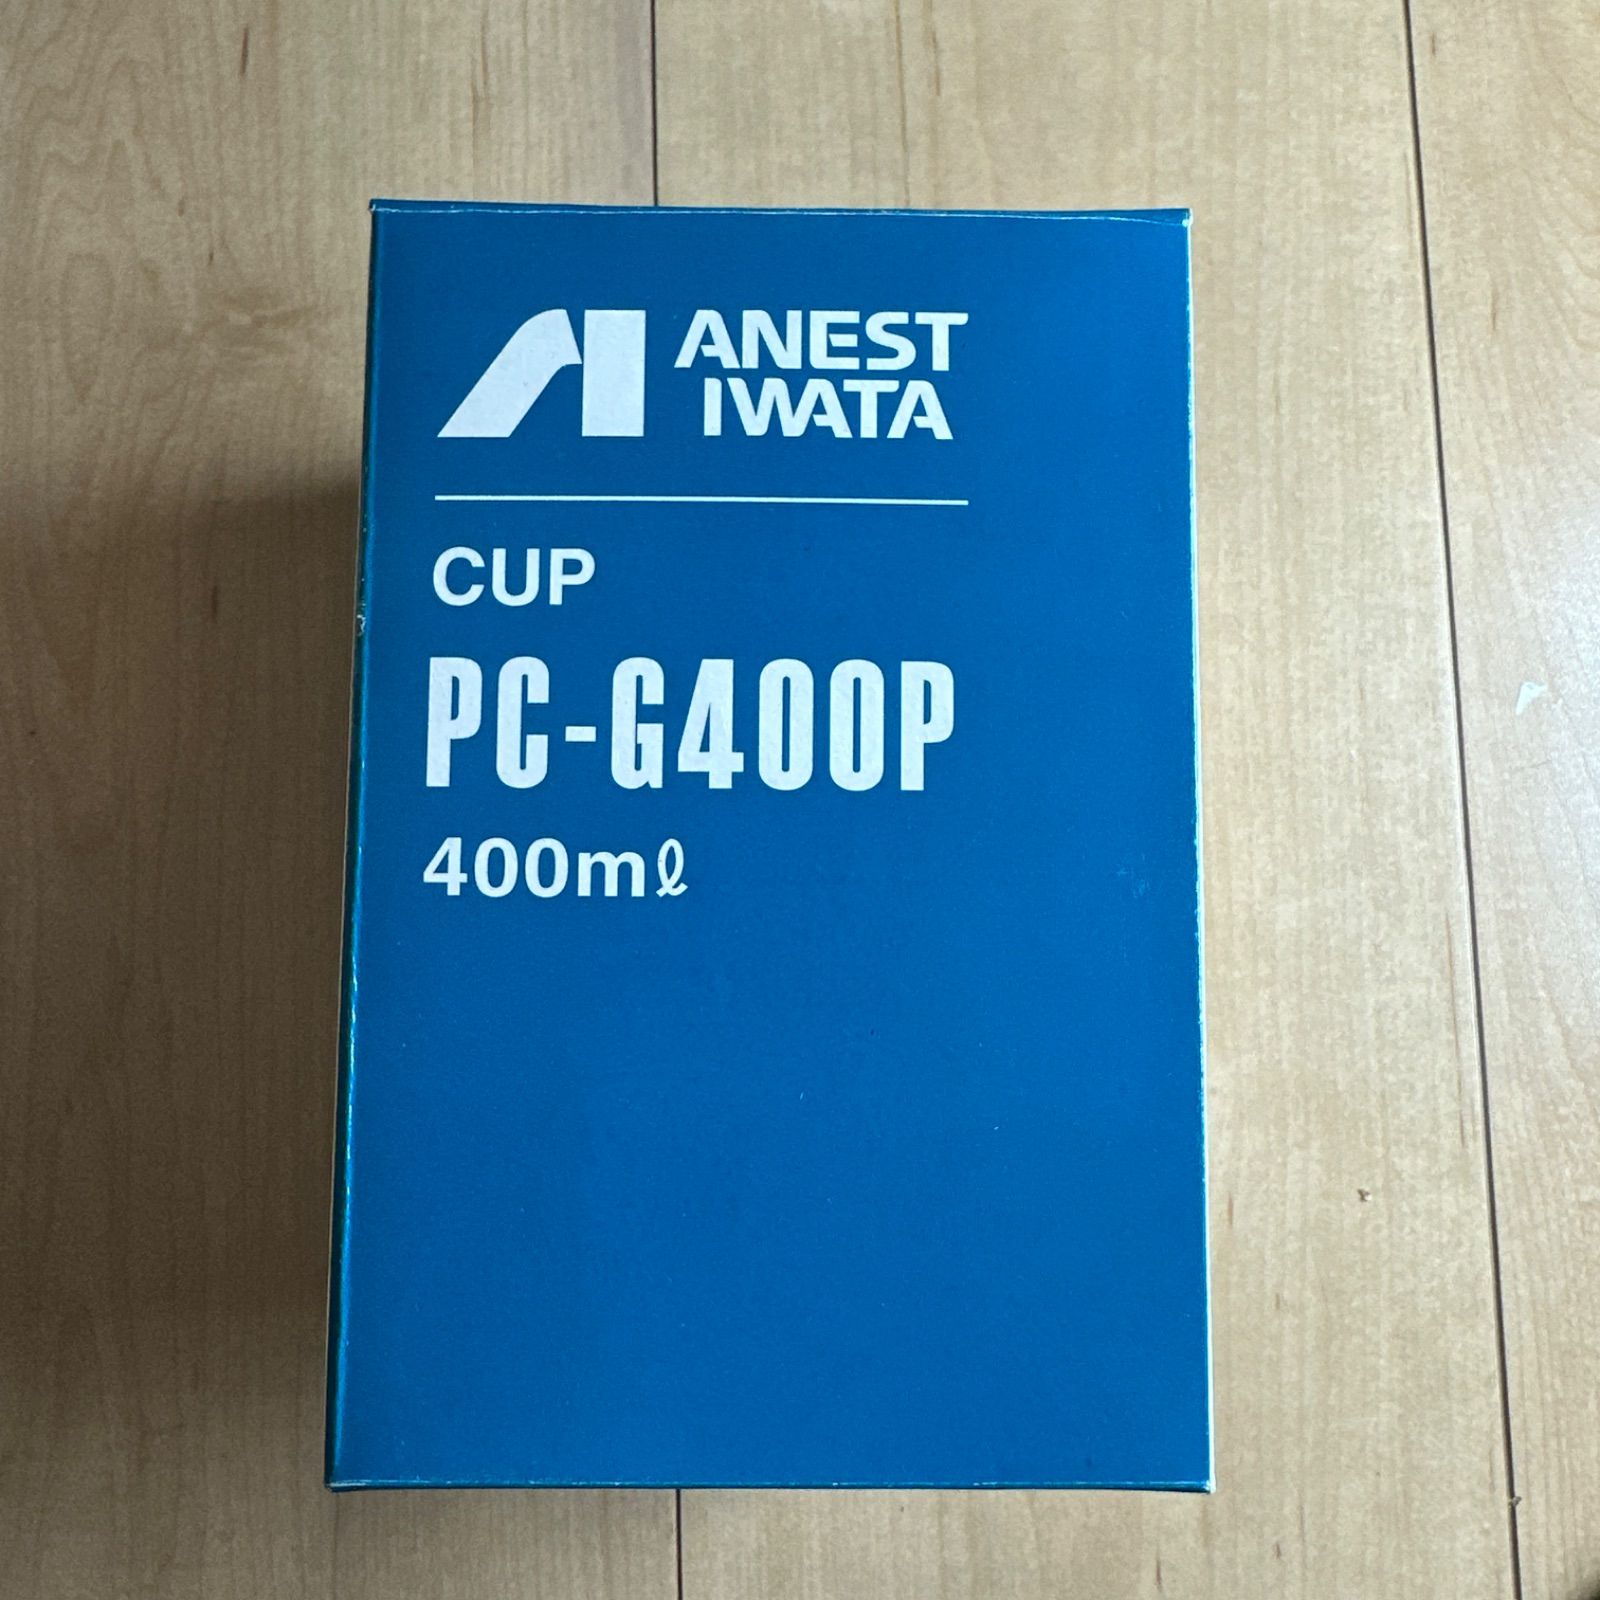 ANEST
IWATA
CUP
PC-G400P
400mℓ